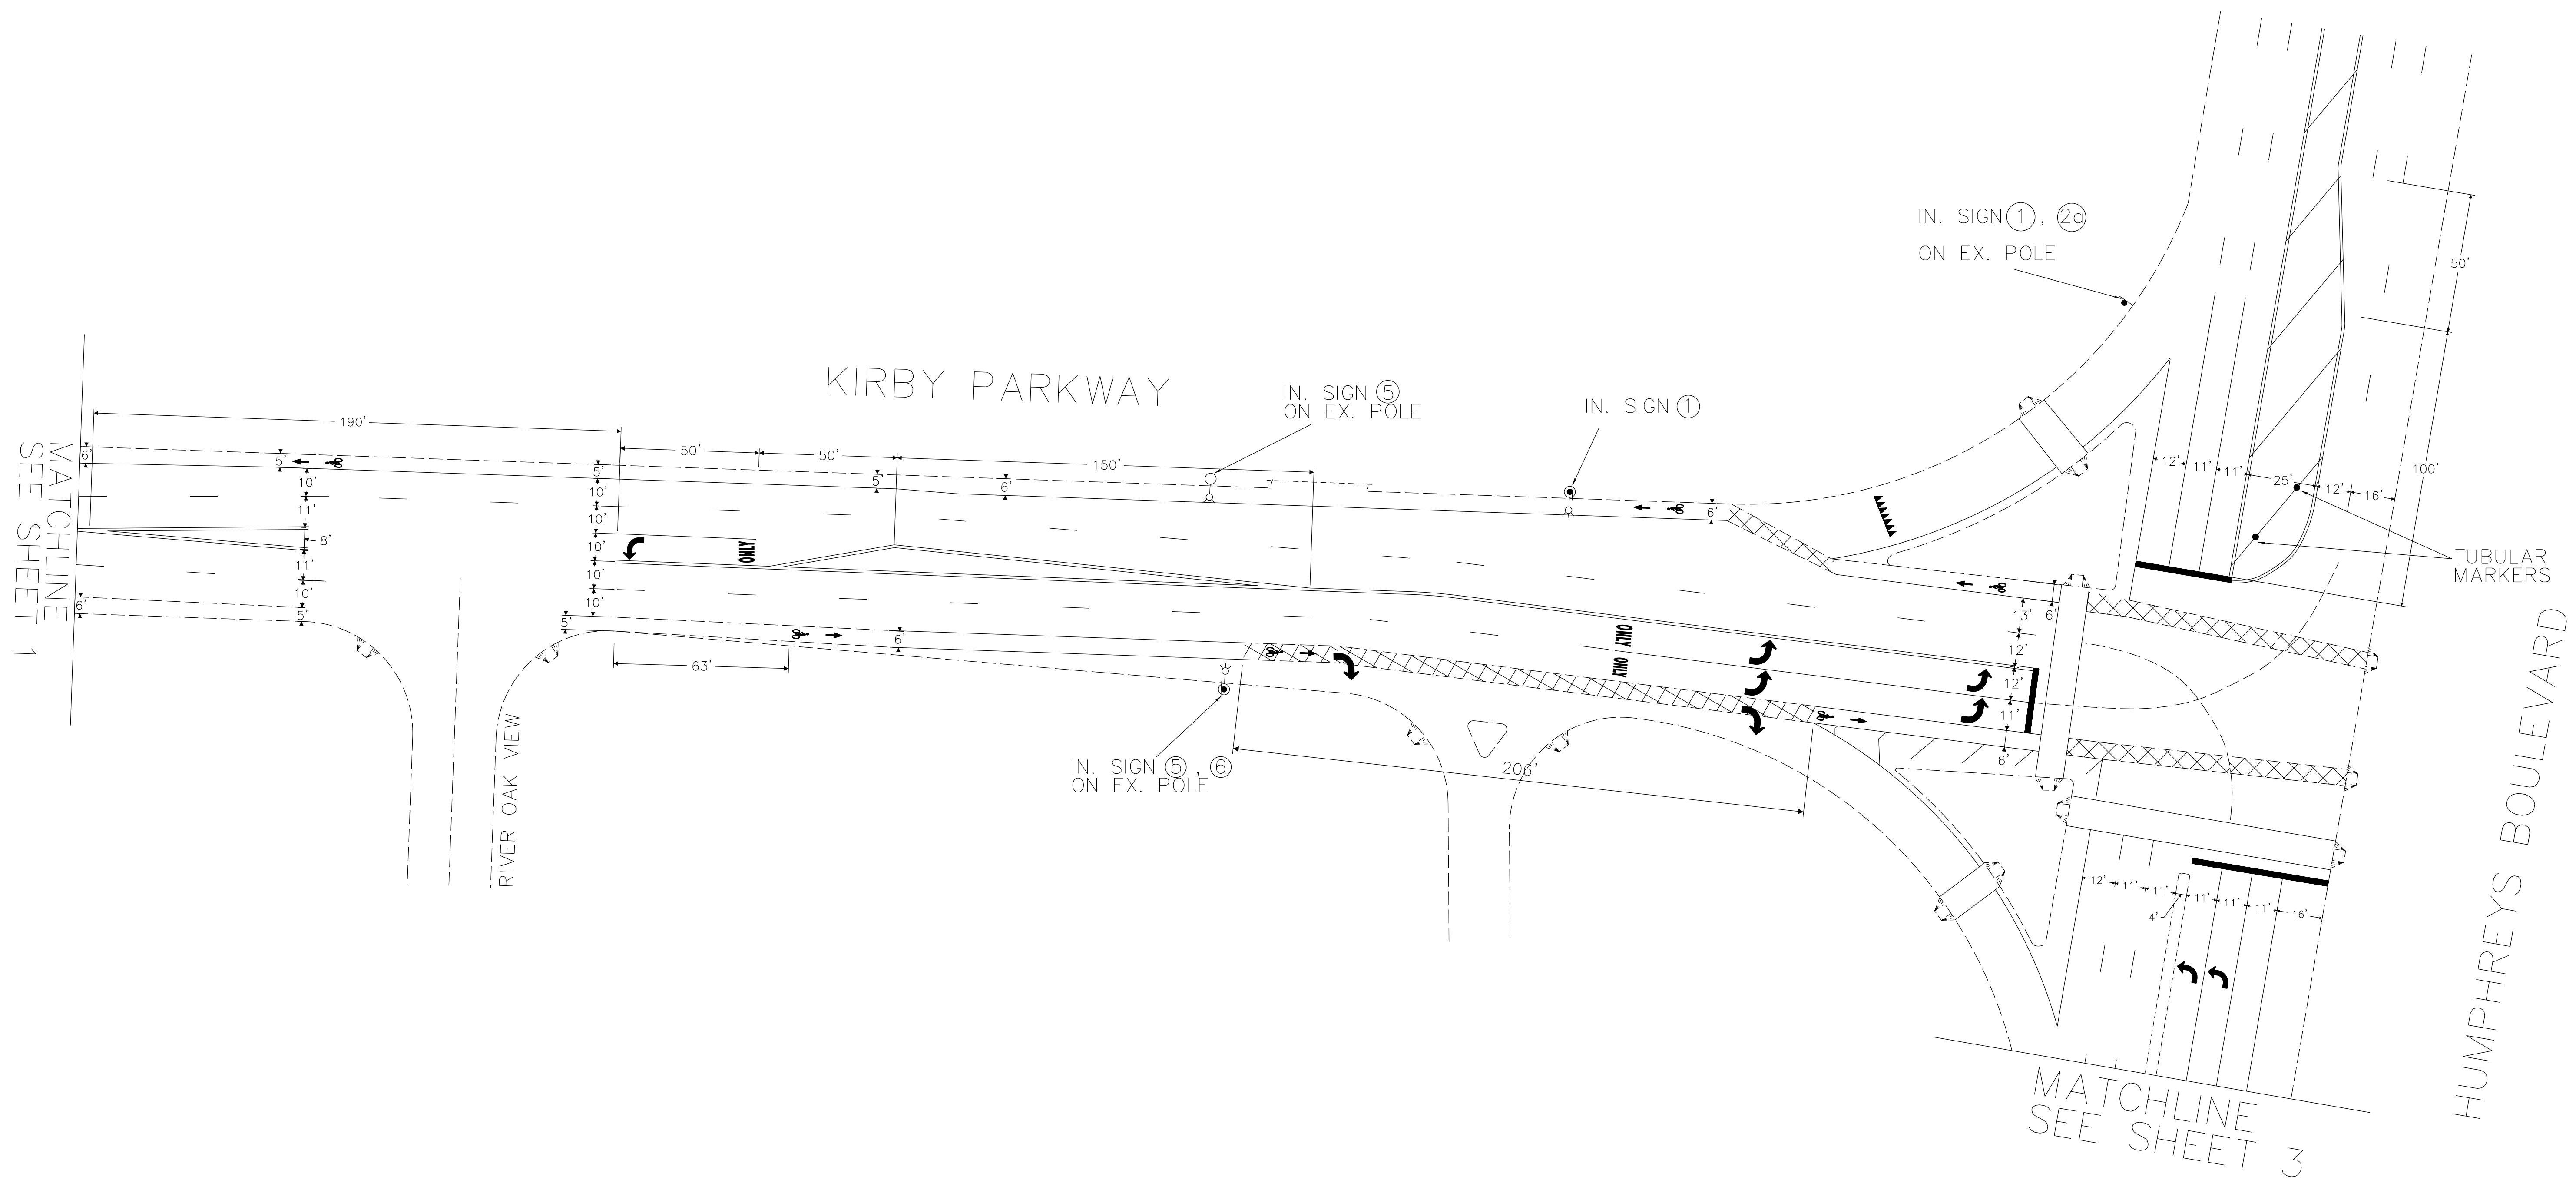 IN. SIGN 1 , 2a
ON EX. POLE
50'
KIRBY PARKWAY
IN. SIGN 5
ON EX. POLE
IN. SIGN 1
190'
50'
50'
150'
MATCHLINE
SEE SHEET 1
6'
5'
10'
11'
8'
11'
10'
5'
6'
5'
10'
10'
10'
10'
10'
5'
ONLY
5'
6'
6'
63'
6'
RIVER OAK VIEW
IN. SIGN 5 , 6
ON EX. POLE
206'
ONLY
ONLY
6'
13'
12'
12'
11'
6'
12'
11'
11'
25'
12'
16'
100'
TUBULAR
MARKERS
12'
11'
11'
4'
11'
11'
11'
16'
HUMPHREYS BOULEVARD
MATCHLINE
SEE SHEET 3